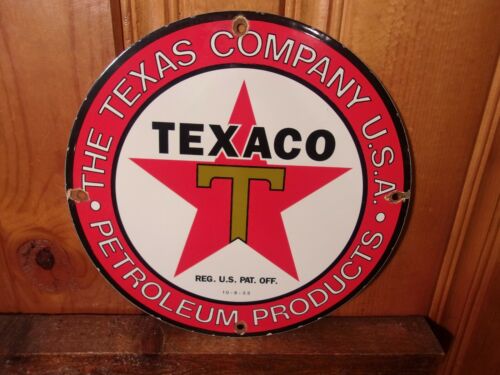 THE TEXAS COMPANY U.S.A.
TEXACO
T
REG. U.S. PAT. OFF.
• PETROLEUM PRODUCTS •